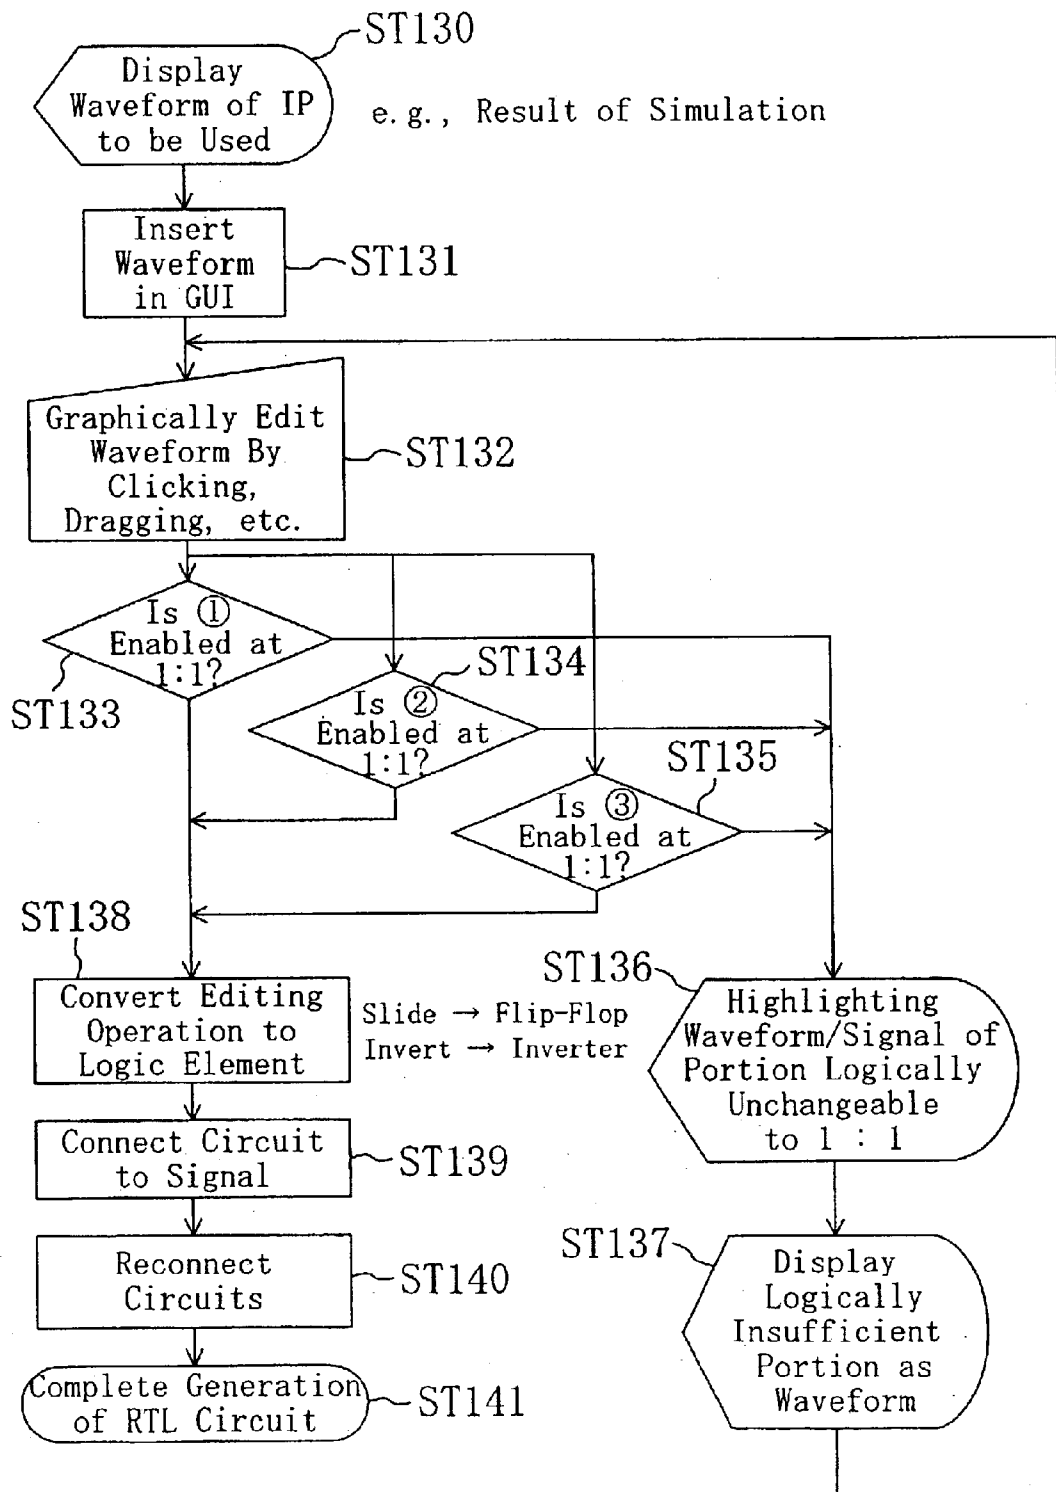 ST130
Display
Waveform of IP
to be Used
e.g., Result of Simulation
Insert
Waveform
in GUI
ST131
Graphically Edit
Waveform By
Clicking,
Dragging, etc.
ST132
Is ①
Enabled at
1:1?
ST133
ST134
Is ②
Enabled at
1:1?
ST135
Is ③
Enabled at
1:1?
ST138
Convert Editing
Operation to
Logic Element
Slide → Flip-Flop
Invert → Inverter
ST136
Highlighting
Waveform/Signal of
Portion Logically
Unchangeable
to 1 : 1
Connect Circuit
to Signal
ST139
ST137
Display
Logically
Insufficient
Portion as
Waveform
Reconnect
Circuits
ST140
Complete Generation
of RTL Circuit
ST141